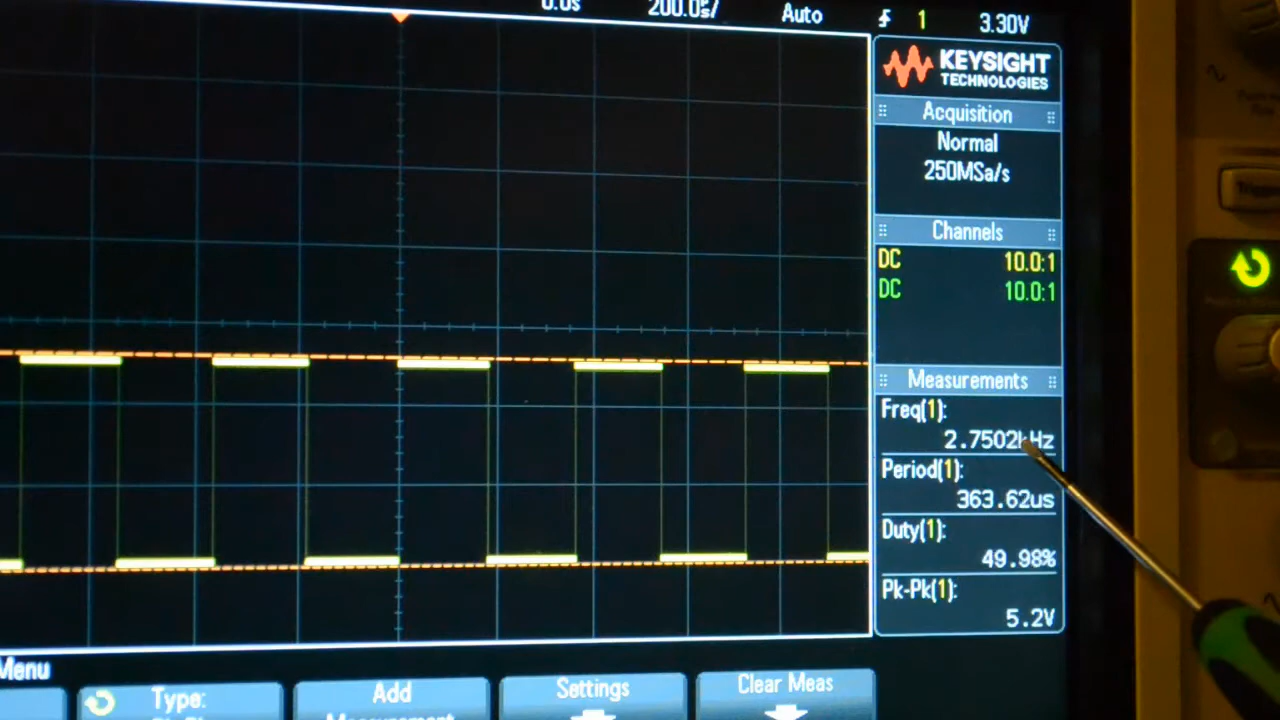 0.0s 200.0s/ Auto 1 3.30V
KEYSIGHT
TECHNOLOGIES
Acquisition
Normal
250MSa/s
Channels
DC 10.0:1
DC 10.0:1
Measurements
Freq(1):
2.7502kHz
Period(1):
363.62us
Duty(1):
49.98%
Pk-Pk(1):
5.2V
Menu
Type:
Add
Measurement
Settings
Clear Meas